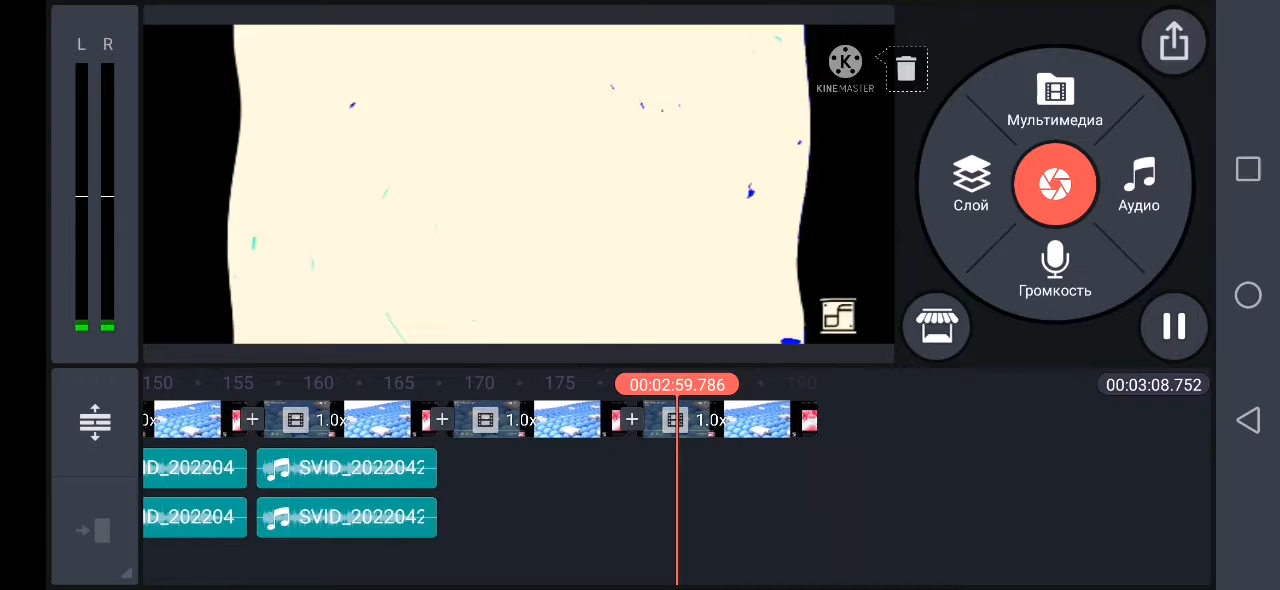 L R
K
KINEMASTER
Мультимедиа
Слой
Аудио
Громкость
150 155 160 165 170 175
00:02:59.786
00:03:08.752
1.0x
1.0x
1.0x
ID_202204
SVID_2022042
ID_202204
SVID_2022042